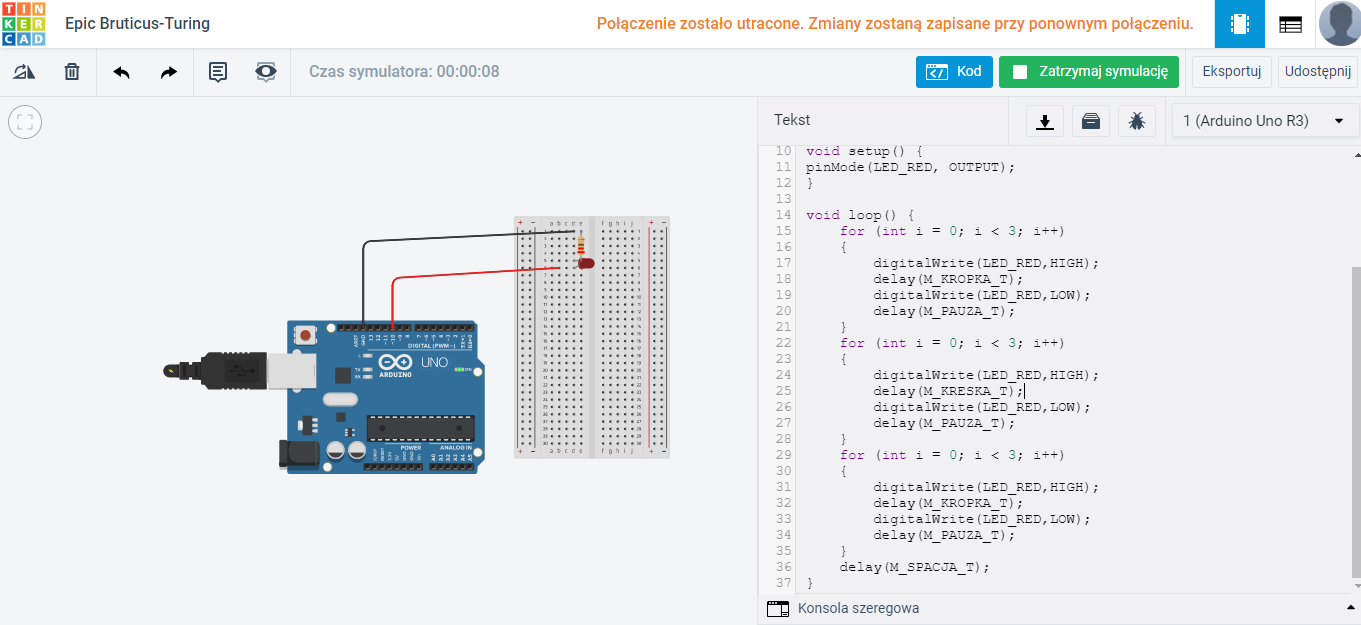 TIN
KER
CAD
Epic Bruticus-Turing
Połączenie zostało utracone. Zmiany zostaną zapisane przy ponownym połączeniu.
Czas symulatora: 00:00:08
Kod
Zatrzymaj symulację
Eksportuj
Udostępnij
Tekst
1 (Arduino Uno R3)
10 void setup() {
11 pinMode(LED_RED, OUTPUT);
12 }
13
14 void loop() {
15 for (int i = 0; i < 3; i++)
16 {
17 digitalWrite(LED_RED,HIGH);
18 delay(M_KROPKA_T);
19 digitalWrite(LED_RED,LOW);
20 delay(M_PAUZA_T);
21 }
22 for (int i = 0; i < 3; i++)
23 {
24 digitalWrite(LED_RED,HIGH);
25 delay(M_KRESKA_T);
26 digitalWrite(LED_RED,LOW);
27 delay(M_PAUZA_T);
28 }
29 for (int i = 0; i < 3; i++)
30 {
31 digitalWrite(LED_RED,HIGH);
32 delay(M_KROPKA_T);
33 digitalWrite(LED_RED,LOW);
34 delay(M_PAUZA_T);
35 }
36 delay(M_SPACJA_T);
37 }
Konsola szeregowa
DIGITAL (PWM~)
UNO
ARDUINO
TX
RX
ON
POWER
ANALOG IN